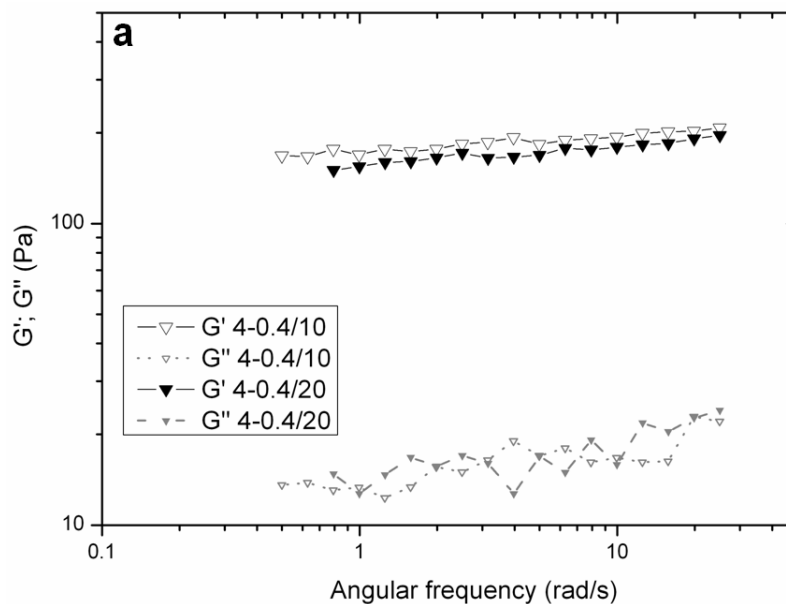 a
100
10
0.1
1
10
G'; G'' (Pa)
Angular frequency (rad/s)
G' 4-0.4/10
G'' 4-0.4/10
G' 4-0.4/20
G'' 4-0.4/20